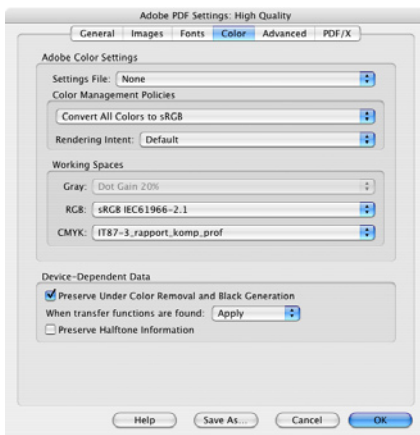 Adobe PDF Settings: High Quality
General Images Fonts Color Advanced PDF/X
Adobe Color Settings
Settings File: None
Color Management Policies
Convert All Colors to sRGB
Rendering Intent: Default
Working Spaces
Gray: Dot Gain 20%
RGB: sRGB IEC61966-2.1
CMYK: IT87-3_rapport_komp_prof
Device-Dependent Data
Preserve Under Color Removal and Black Generation
When transfer functions are found: Apply
Preserve Halftone Information
Help Save As... Cancel OK